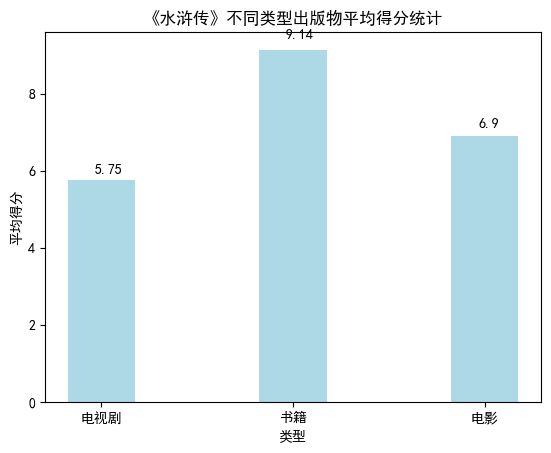 《水浒传》不同类型出版物平均得分统计
9.14
8
6.9
5.75
6
平均得分
4
2
0
电视剧
书籍
电影
类型